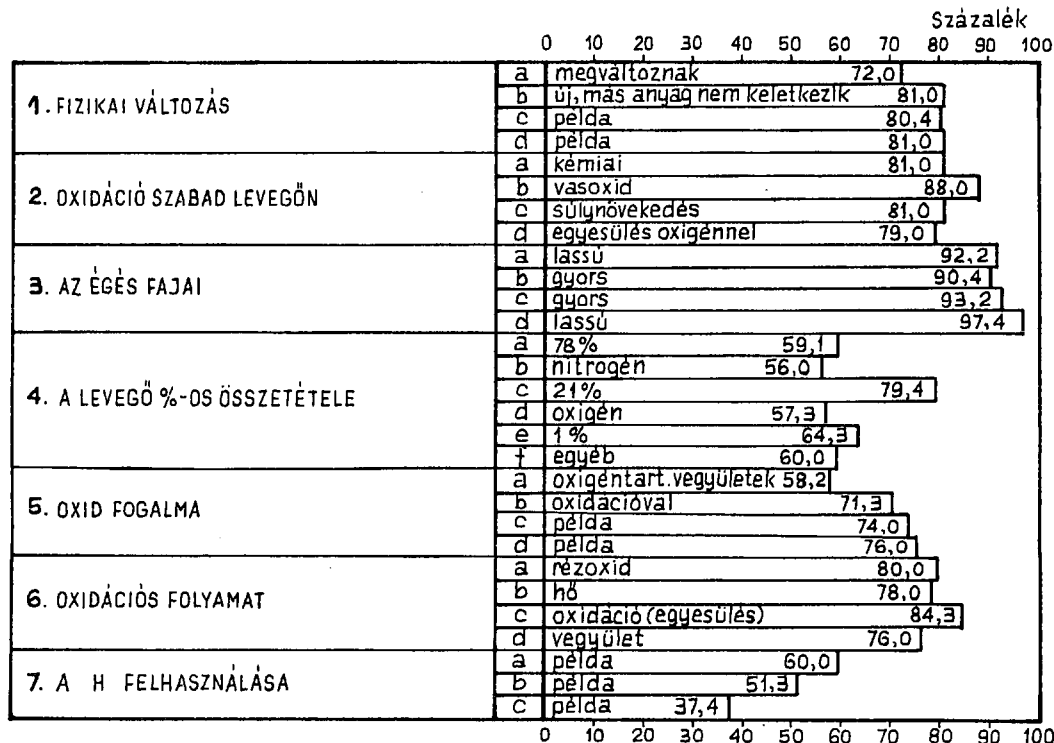 Százalék
0 10 20 30 40 50 60 70 80 90 100
1. FIZIKAI VÁLTOZÁS
a megváltoznak 72,0
b új, más anyag nem keletkezik 81,0
c példa 80,4
d példa 81,0
2. OXIDÁCIÓ SZABAD LEVEGŐN
a kémiai 81,0
b vasoxid 88,0
c súlynövekedés 81,0
d egyesülés oxigénnel 79,0
3. AZ ÉGÉS FAJAI
a lassú 92,2
b gyors 90,4
c gyors 93,2
d lassú 97,4
4. A LEVEGŐ %-OS ÖSSZETÉTELE
a 78% 59,1
b nitrogén 56,0
c 21% 79,4
d oxigén 57,3
e 1% 64,3
f egyéb 60,0
5. OXID FOGALMA
a oxigéntart. vegyületek 58,2
b oxidációval 71,3
c példa 74,0
d példa 76,0
6. OXIDÁCIÓS FOLYAMAT
a rézoxid 80,0
b hő 78,0
c oxidáció (egyesülés) 84,3
d vegyület 76,0
7. A H FELHASZNÁLÁSA
a példa 60,0
b példa 51,3
c példa 37,4
0 10 20 30 40 50 60 70 80 90 100